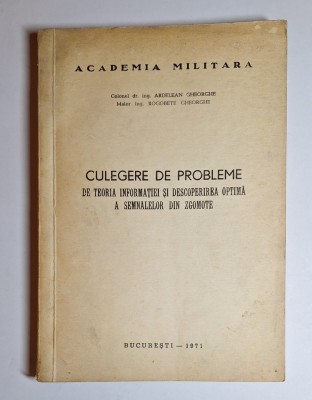 ACADEMIA MILITARA
Colonel dr. ing. ARDELEAN GHEORGHE
Maior ing. ROGOBETE GHEORGHE
CULEGERE DE PROBLEME
DE TEORIA INFORMAȚIEI ȘI DESCOPERIREA OPTIMĂ
A SEMNALELOR DIN ZGOMOTE
BUCUREȘTI — 1971